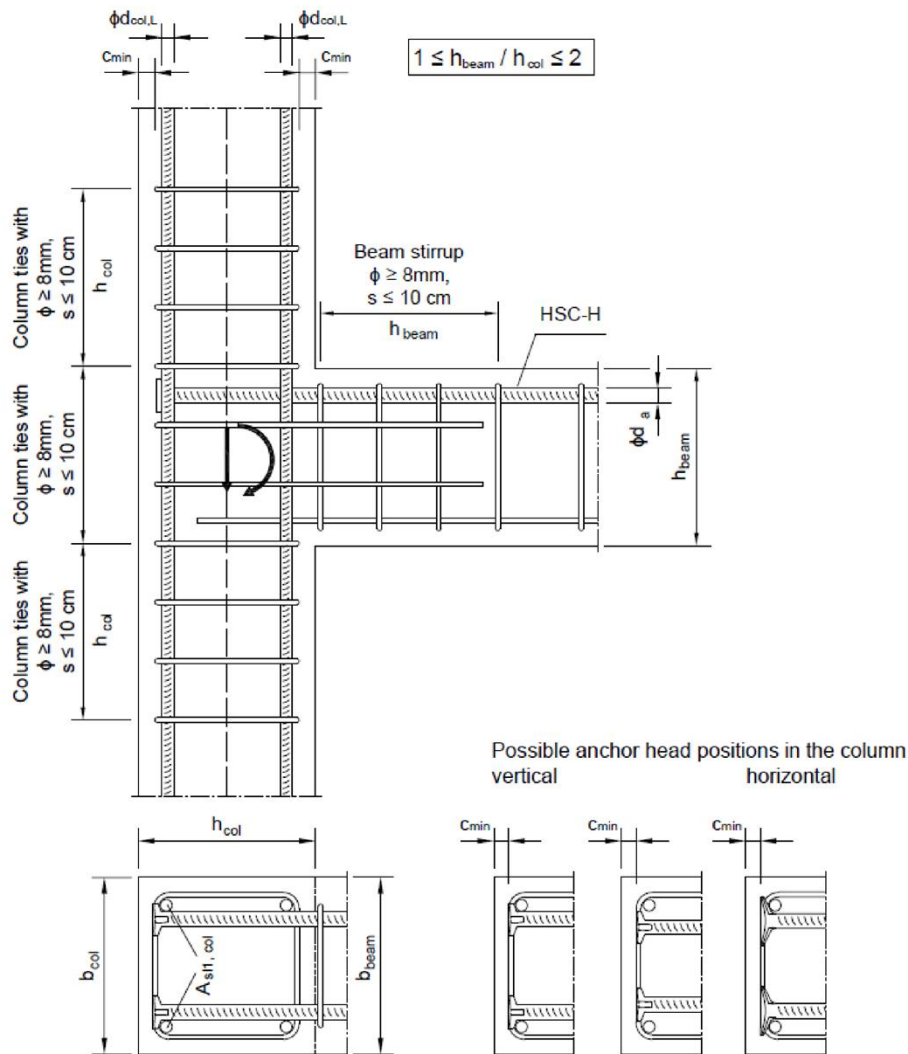 ϕdcol,L
ϕdcol,L
cmin
cmin
1 ≤ hbeam / hcol ≤ 2
Column ties with
ϕ ≥ 8mm,
s ≤ 10 cm
hcol
Beam stirrup
ϕ ≥ 8mm,
s ≤ 10 cm
hbeam
HSC-H
Column ties with
ϕ ≥ 8mm,
s ≤ 10 cm
hcol
ϕda
hbeam
Column ties with
ϕ ≥ 8mm,
s ≤ 10 cm
hcol
Possible anchor head positions in the column
vertical horizontal
hcol
cmin
cmin
cmin
bcol
Asl1, col
bbeam